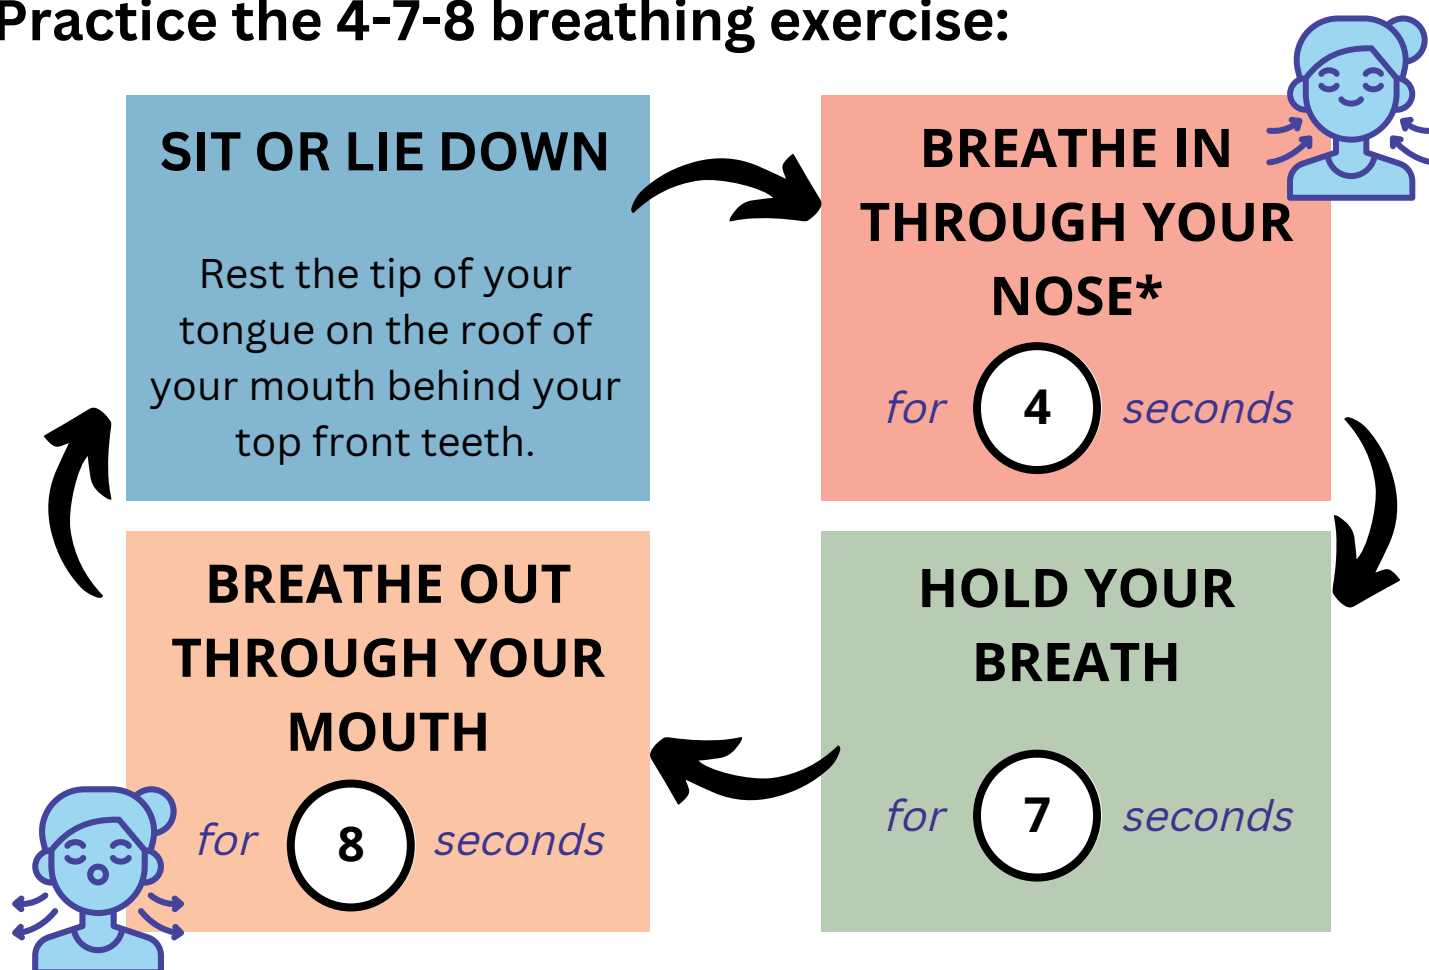 Practice the 4-7-8 breathing exercise:
SIT OR LIE DOWN
Rest the tip of your
tongue on the roof of
your mouth behind your
top front teeth.
BREATHE IN
THROUGH YOUR
NOSE*
for 4 seconds
HOLD YOUR
BREATH
for 7 seconds
BREATHE OUT
THROUGH YOUR
MOUTH
for 8 seconds